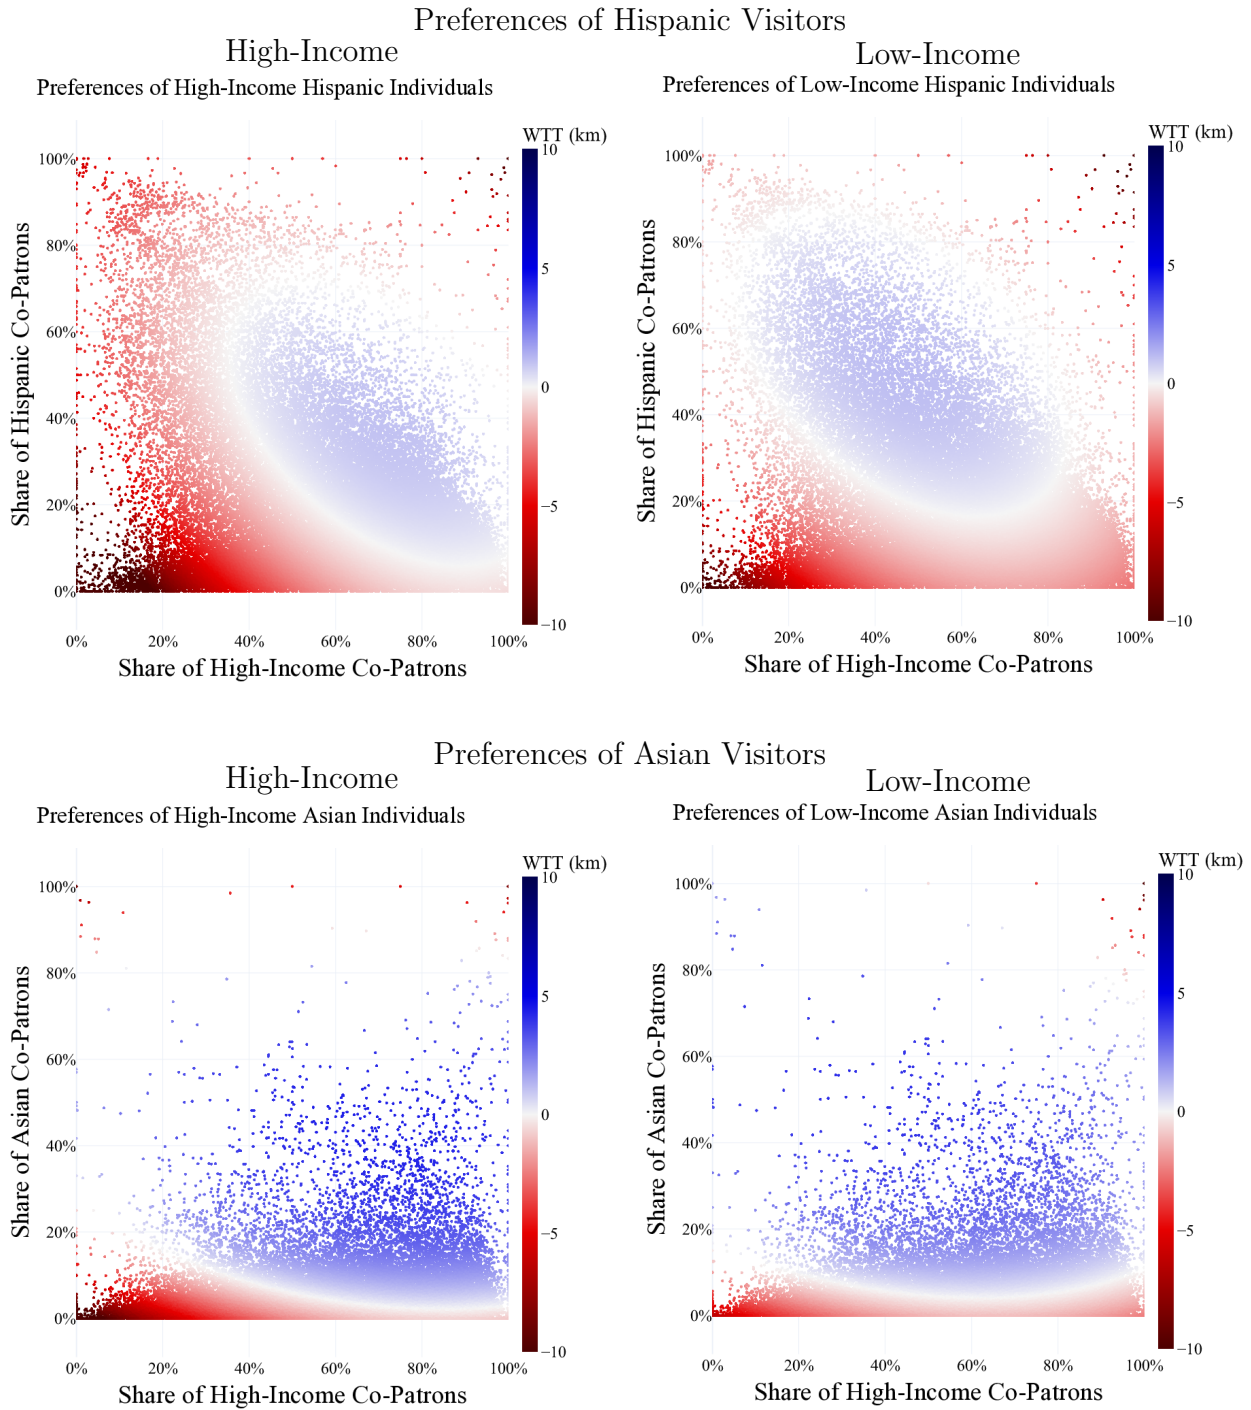 Preferences of Hispanic Visitors
High-Income
Low-Income
Preferences of High-Income Hispanic Individuals
Preferences of Low-Income Hispanic Individuals
WTT (km)
10
5
0
−5
−10
100%
80%
60%
40%
20%
0%
Share of Hispanic Co-Patrons
0% 20% 40% 60% 80% 100%
Share of High-Income Co-Patrons
WTT (km)
10
5
0
−5
−10
100%
80%
60%
40%
20%
0%
Share of Hispanic Co-Patrons
0% 20% 40% 60% 80% 100%
Share of High-Income Co-Patrons
Preferences of Asian Visitors
High-Income
Low-Income
Preferences of High-Income Asian Individuals
Preferences of Low-Income Asian Individuals
WTT (km)
10
5
0
−5
−10
100%
80%
60%
40%
20%
0%
Share of Asian Co-Patrons
0% 20% 40% 60% 80% 100%
Share of High-Income Co-Patrons
WTT (km)
10
5
0
−5
−10
100%
80%
60%
40%
20%
0%
Share of Asian Co-Patrons
0% 20% 40% 60% 80% 100%
Share of High-Income Co-Patrons